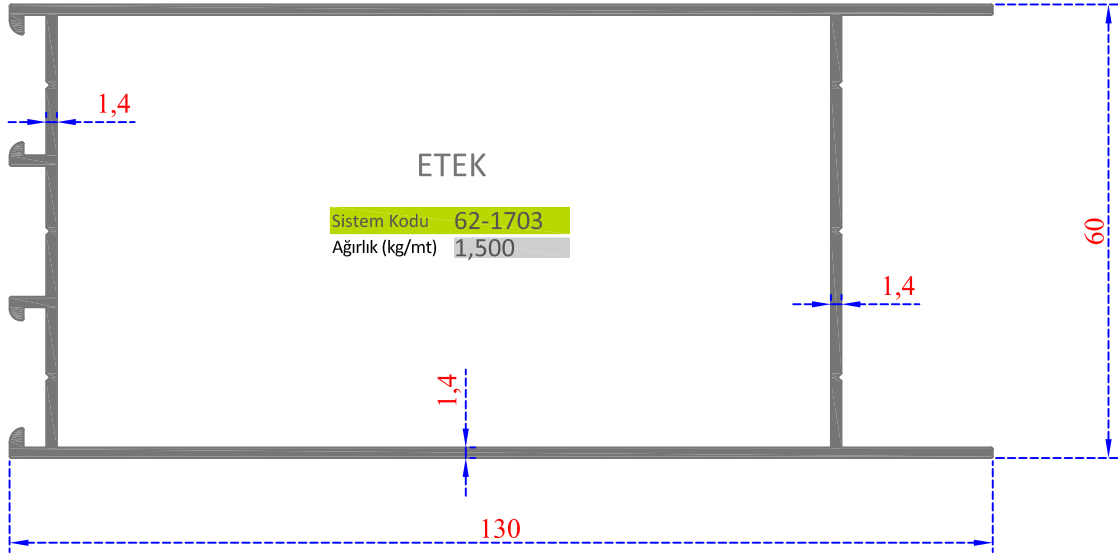 1,4
ETEK
Sistem Kodu 62-1703
Ağırlık (kg/mt) 1,500
60
1,4
1,4
130